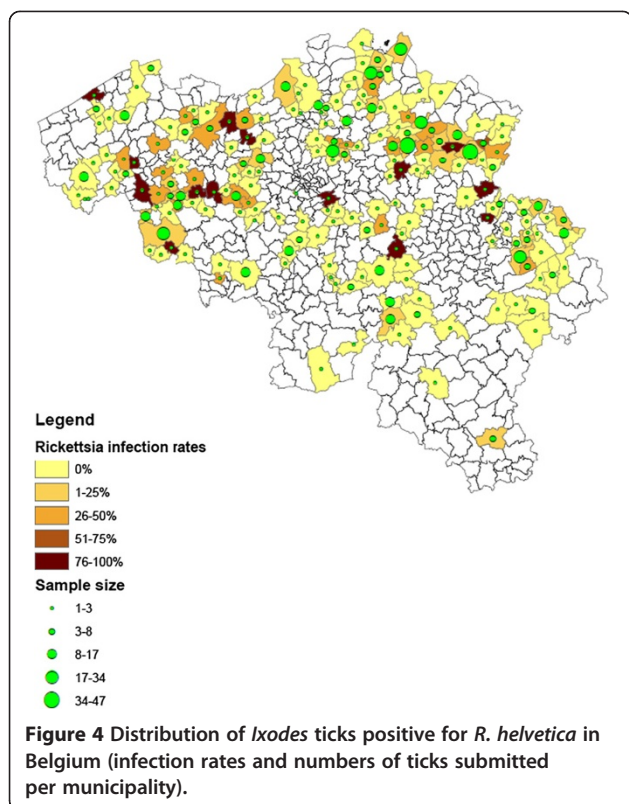 Legend
Rickettsia infection rates
0%
1-25%
26-50%
51-75%
76-100%
Sample size
1-3
3-8
8-17
17-34
34-47
Figure 4 Distribution of Ixodes ticks positive for R. helvetica in
Belgium (infection rates and numbers of ticks submitted
per municipality).